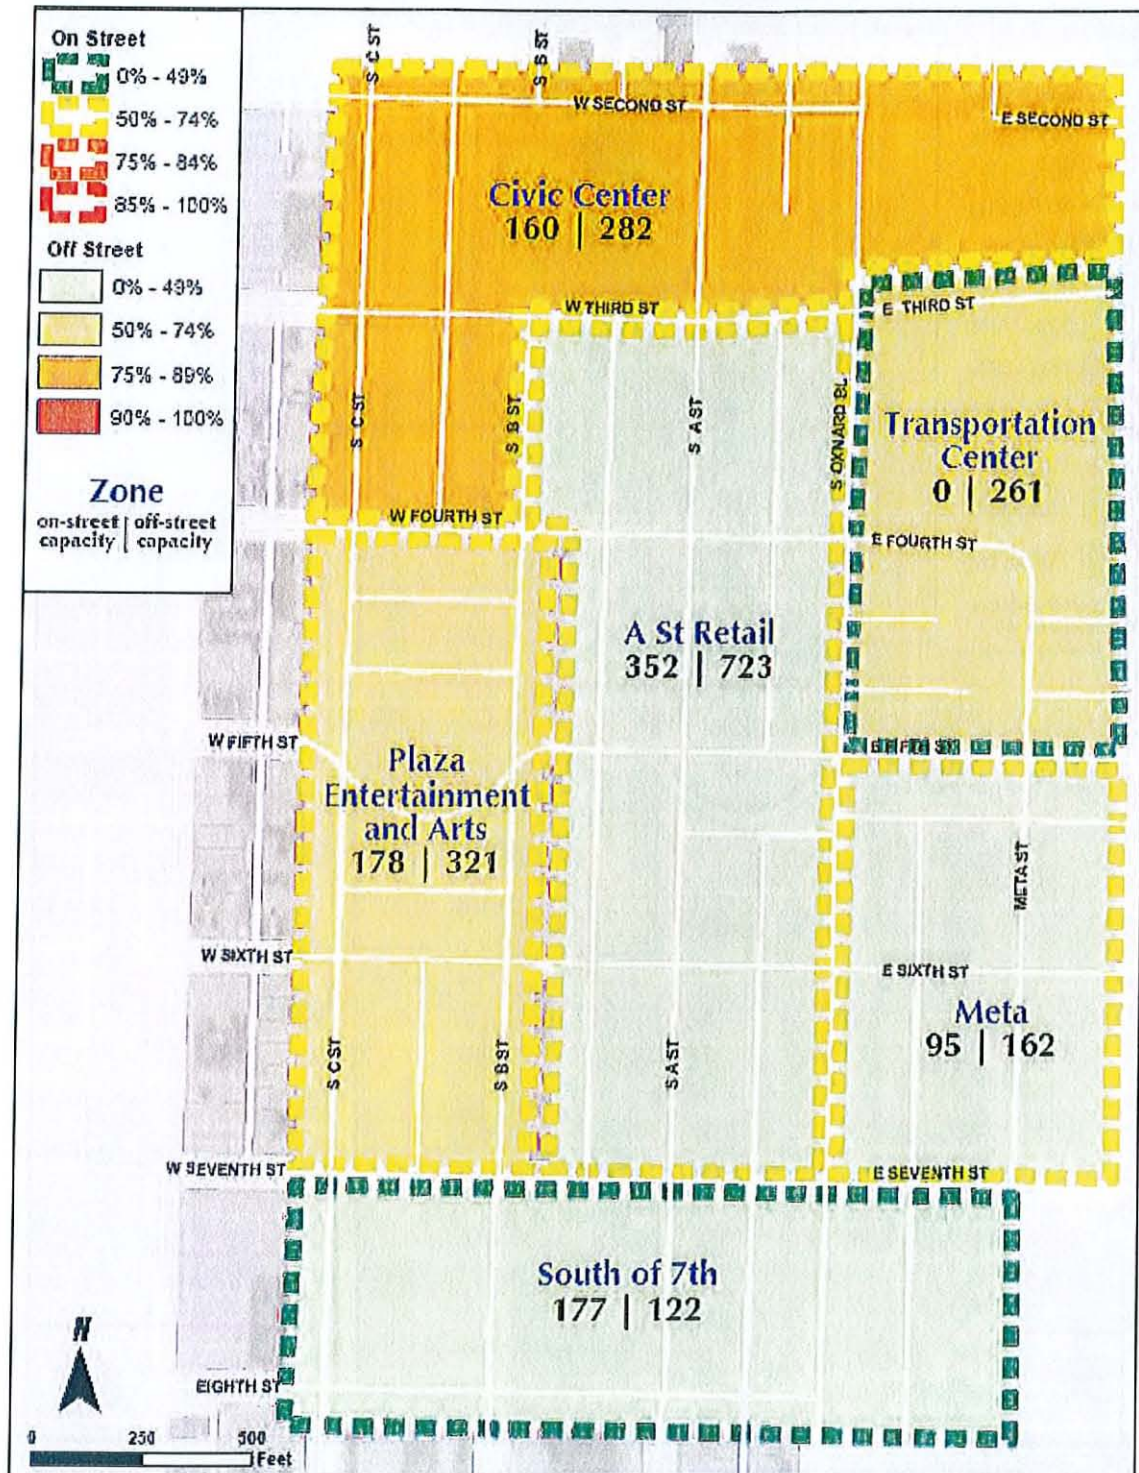 On Street
0% - 49%
50% - 74%
75% - 84%
85% - 100%
Off Street
0% - 49%
50% - 74%
75% - 89%
90% - 100%
Zone
on-street | off-street
capacity | capacity
S C ST
S B ST
W SECOND ST
E SECOND ST
Civic Center
160 | 282
W THIRD ST
E THIRD ST
S C ST
S B ST
S A ST
S OXNARD BL
Transportation
Center
0 | 261
W FOURTH ST
E FOURTH ST
A St Retail
352 | 723
W FIFTH ST
E FIFTH ST
Plaza
Entertainment
and Arts
178 | 321
META ST
W SIXTH ST
E SIXTH ST
Meta
95 | 162
S C ST
S B ST
S A ST
W SEVENTH ST
E SEVENTH ST
South of 7th
177 | 122
N
EIGHTH ST
0 250 500
Feet